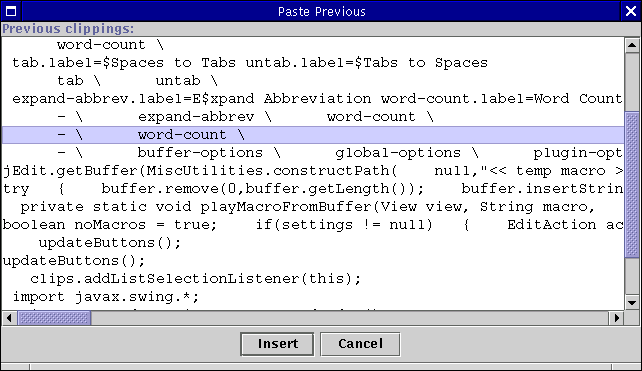 Paste Previous
Previous clippings:
word-count \
tab.label=$Spaces to Tabs untab.label=$Tabs to Spaces
tab \ untab \
expand-abbrev.label=E$xpand Abbreviation word-count.label=Word Count
- \ expand-abbrev \ word-count \
- \ word-count \
- \ buffer-options \ global-options \ plugin-opt
jEdit.getBuffer(MiscUtilities.constructPath( null,"<< temp macro >
try { buffer.remove(0,buffer.getLength()); buffer.insertStrin
private static void playMacroFromBuffer(View view, String macro,
boolean noMacros = true; if(settings != null) { EditAction ac
updateButtons();
updateButtons();
clips.addListSelectionListener(this);
import javax.swing.*;
Insert Cancel